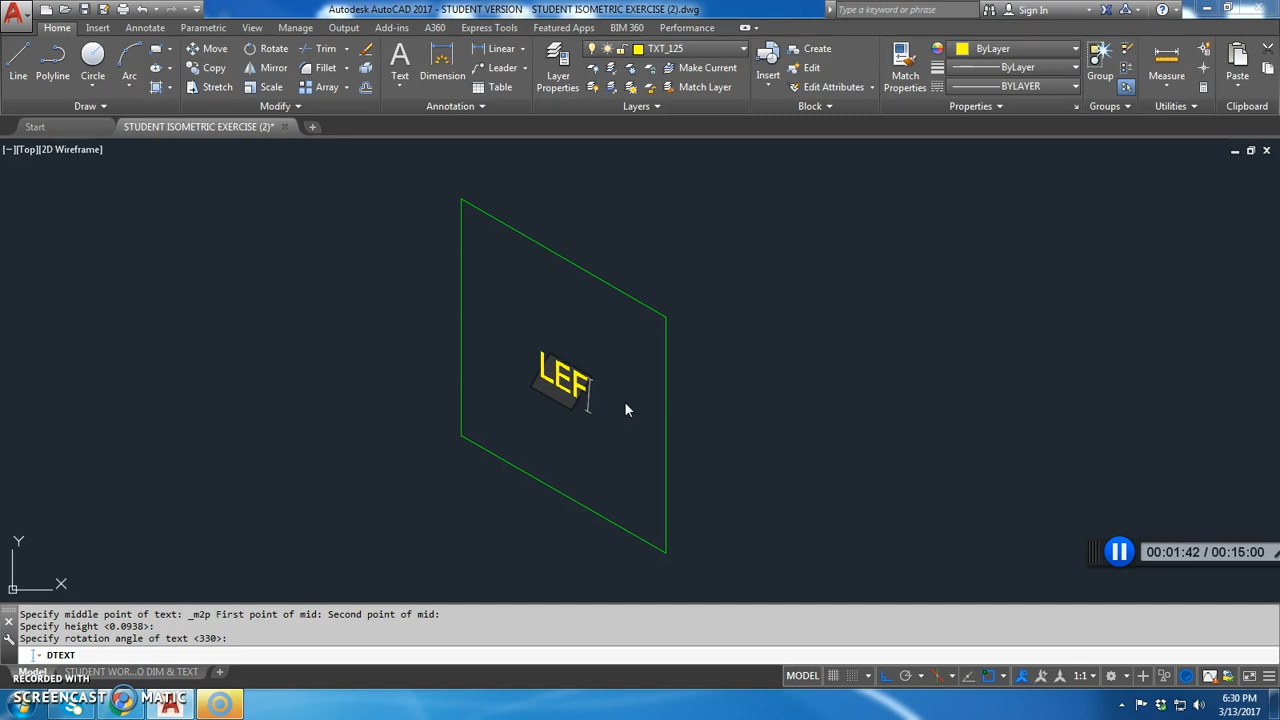 Autodesk AutoCAD 2017 - STUDENT VERSION    STUDENT ISOMETRIC EXERCISE (2).dwg
Type a keyword or phrase
Sign In
Home Insert Annotate Parametric View Manage Output Add-ins A360 Express Tools Featured Apps BIM 360 Performance
Line Polyline Circle Arc
Move Rotate Trim
Copy Mirror Fillet
Stretch Scale Array
Text Dimension
Linear
Leader
Table
Layer Properties
TXT_125
Make Current
Match Layer
Insert
Create
Edit
Edit Attributes
Match Properties
ByLayer
ByLayer
BYLAYER
Group Measure Paste
Draw Modify Annotation Layers Block Properties Groups Utilities Clipboard
Start STUDENT ISOMETRIC EXERCISE (2)*
[−][Top][2D Wireframe]
LEF
Y
X
00:01:42 / 00:15:00
Specify middle point of text: _m2p First point of mid: Second point of mid:
Specify height <0.0938>:
Specify rotation angle of text <330>:
DTEXT
Model STUDENT WOR...O DIM & TEXT
MODEL 1:1
RECORDED WITH
SCREENCAST MATIC
6:30 PM
3/13/2017